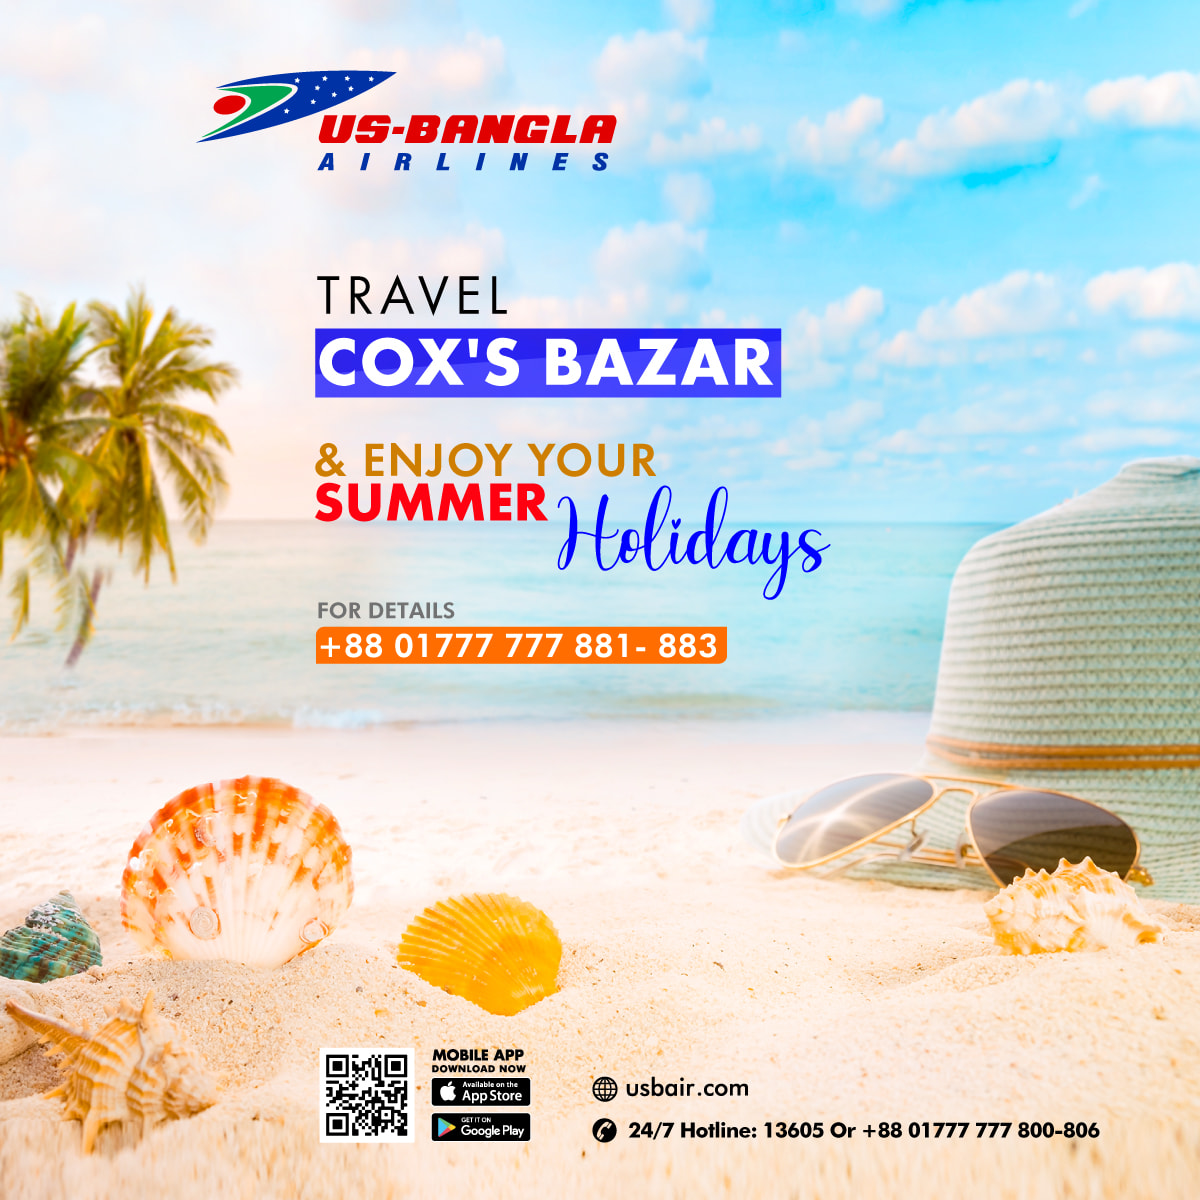 US-BANGLA
AIRLINES
TRAVEL
COX'S BAZAR
& ENJOY YOUR
SUMMER Holidays
FOR DETAILS
+88 01777 777 881- 883
MOBILE APP
DOWNLOAD NOW
Available on the
App Store
GET IT ON
Google Play
usbair.com
24/7 Hotline: 13605 Or +88 01777 777 800-806